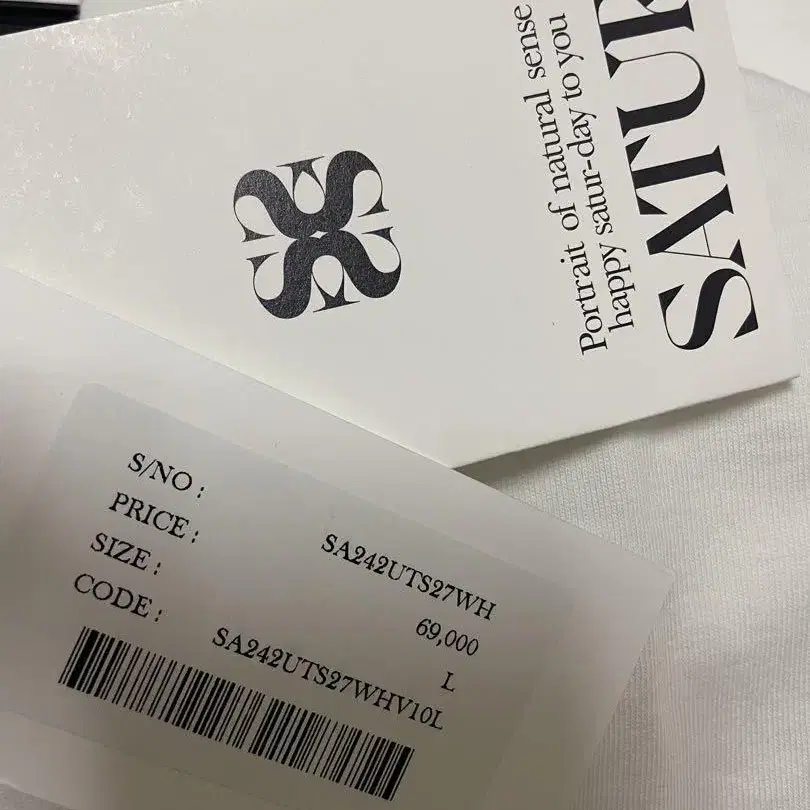 Portrait of natural sense
happy satur-day to you
SATUR
S/NO : SA242UTS27WH
PRICE : 69,000
SIZE : L
CODE : SA242UTS27WHV10L